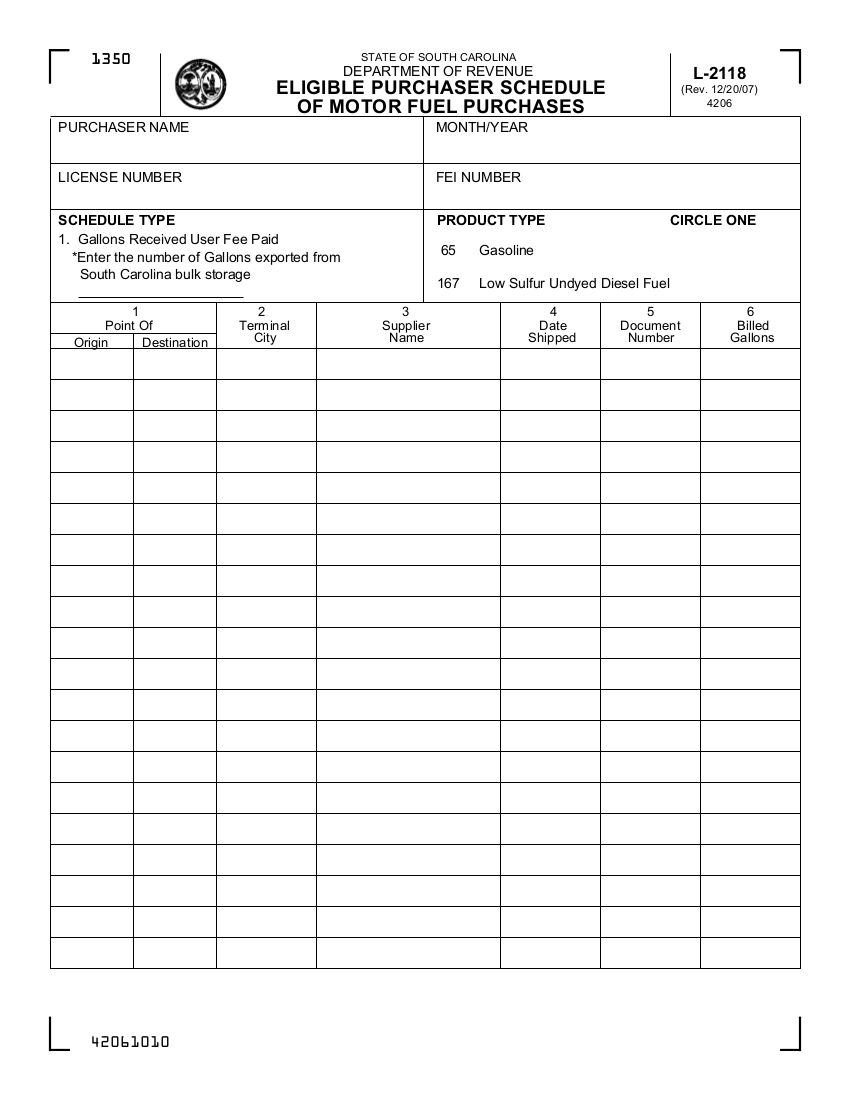 1350
STATE OF SOUTH CAROLINA
DEPARTMENT OF REVENUE
ELIGIBLE PURCHASER SCHEDULE
OF MOTOR FUEL PURCHASES
L-2118
(Rev. 12/20/07)
4206
PURCHASER NAME
MONTH/YEAR
LICENSE NUMBER
FEI NUMBER
SCHEDULE TYPE
1. Gallons Received User Fee Paid
*Enter the number of Gallons exported from
South Carolina bulk storage
PRODUCT TYPE CIRCLE ONE
65 Gasoline
167 Low Sulfur Undyed Diesel Fuel
1
Point Of
Origin Destination
2
Terminal
City
3
Supplier
Name
4
Date
Shipped
5
Document
Number
6
Billed
Gallons
42061010